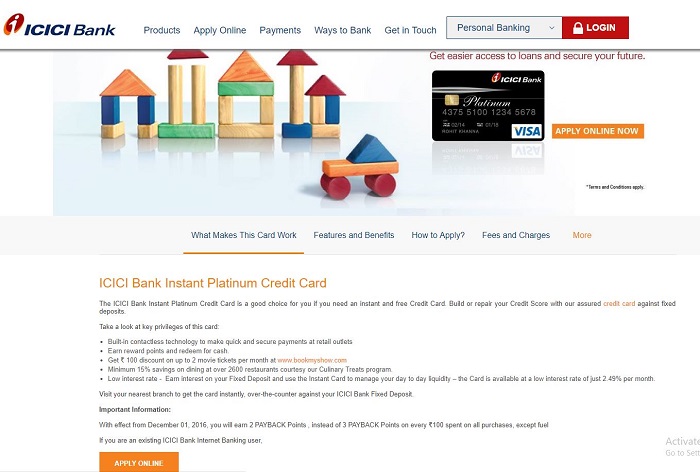 ICICI Bank
Products Apply Online Payments Ways to Bank Get in Touch Personal Banking LOGIN
Get easier access to loans and secure your future.
ICICI Bank
Platinum
4375 5100 1234 5678
02/14 01/18
ROHIT KHANNA
VISA
APPLY ONLINE NOW
*Terms and Conditions apply.
What Makes This Card Work Features and Benefits How to Apply? Fees and Charges More
ICICI Bank Instant Platinum Credit Card
The ICICI Bank Instant Platinum Credit Card is a good choice for you if you need an instant and free Credit Card. Build or repair your Credit Score with our assured credit card against fixed
deposits.
Take a look at key privileges of this card:
• Built-in contactless technology to make quick and secure payments at retail outlets
• Earn reward points and redeem for cash.
• Get ₹ 100 discount on up to 2 movie tickets per month at www.bookmyshow.com
• Minimum 15% savings on dining at over 2600 restaurants courtesy our Culinary Treats program.
• Low interest rate - Earn interest on your Fixed Deposit and use the Instant Card to manage your day to day liquidity – the Card is available at a low interest rate of just 2.49% per month.
Visit your nearest branch to get the card instantly, over-the-counter against your ICICI Bank Fixed Deposit.
Important Information:
With effect from December 01, 2016, you will earn 2 PAYBACK Points , instead of 3 PAYBACK Points on every ₹100 spent on all purchases, except fuel
If you are an existing ICICI Bank Internet Banking user,
APPLY ONLINE
Activate
Go to Sett